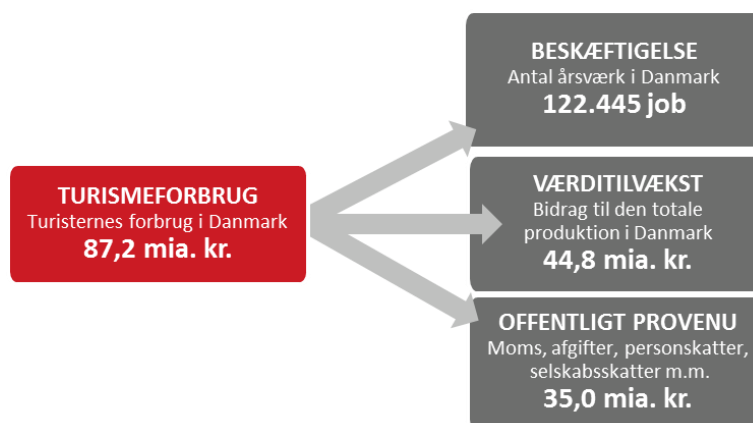 TURISMEFORBRUG
Turisternes forbrug i Danmark
87,2 mia. kr.
BESKÆFTIGELSE
Antal årsværk i Danmark
122.445 job
VÆRDITILVÆKST
Bidrag til den totale
produktion i Danmark
44,8 mia. kr.
OFFENTLIGT PROVENU
Moms, afgifter, personskatter,
selskabsskatter m.m.
35,0 mia. kr.